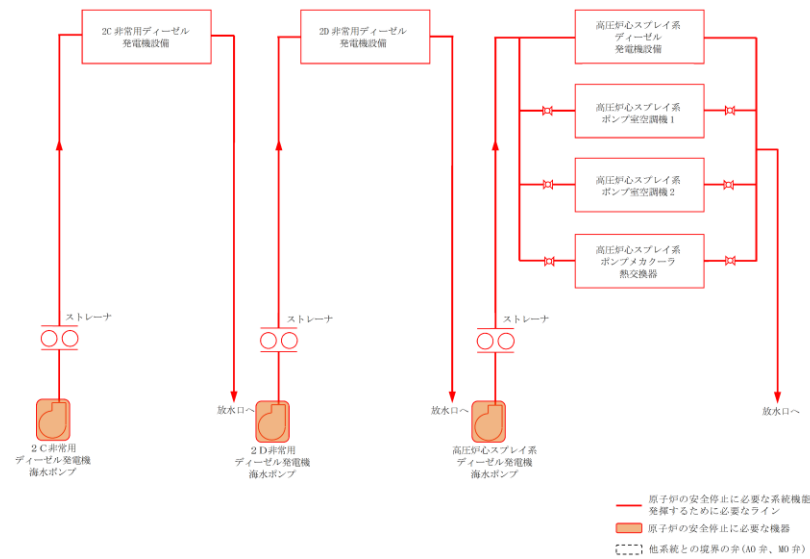 2C 非常用ディーゼル
発電機設備
2D 非常用ディーゼル
発電機設備
高圧炉心スプレイ系
ディーゼル
発電機設備
高圧炉心スプレイ系
ポンプ室空調機1
高圧炉心スプレイ系
ポンプ室空調機2
高圧炉心スプレイ系
ポンプメカクーラ
熱交換器
ストレーナ
ストレーナ
ストレーナ
放水口へ
放水口へ
放水口へ
2C非常用
ディーゼル発電機
海水ポンプ
2D非常用
ディーゼル発電機
海水ポンプ
高圧炉心スプレイ系
ディーゼル発電機
海水ポンプ
原子炉の安全停止に必要な系統機能
発揮するために必要なライン
原子炉の安全停止に必要な機器
他系統との境界の弁(AO 弁、MO 弁)